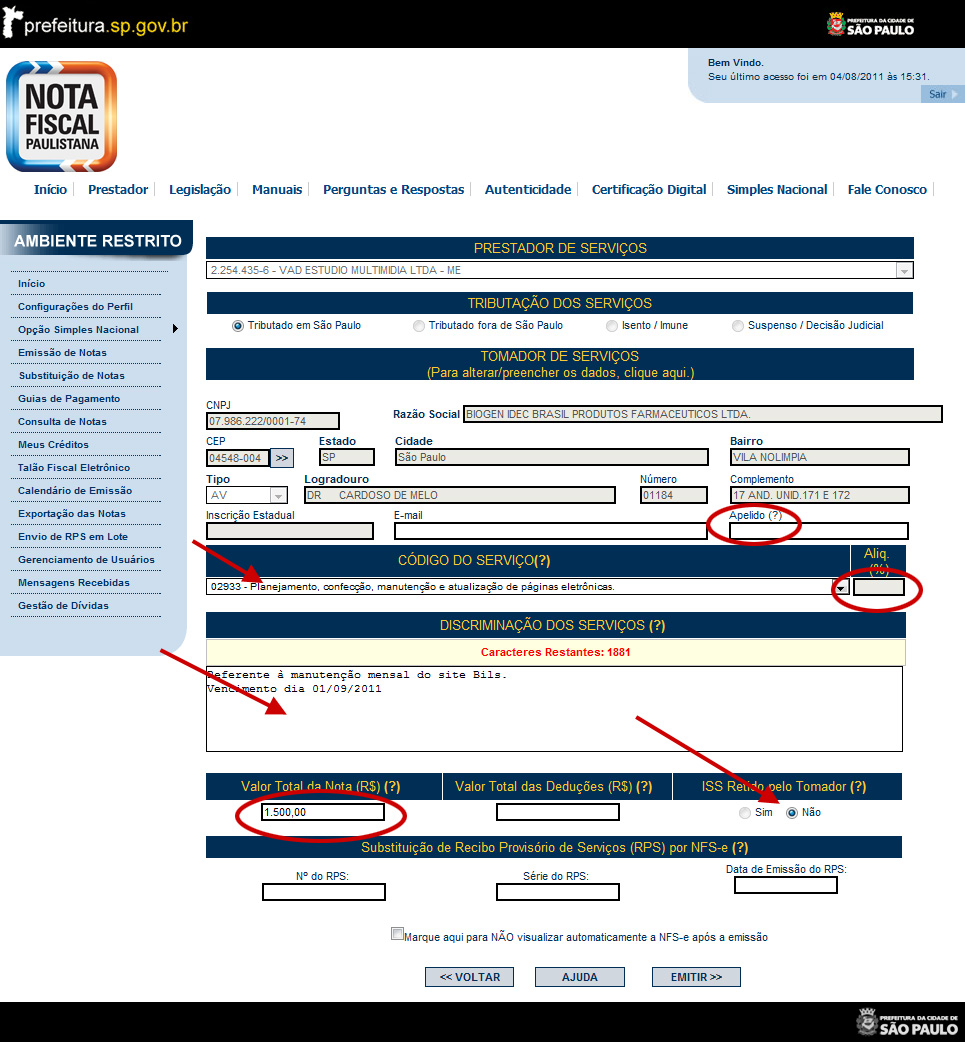 prefeitura.sp.gov.br
PREFEITURA DA CIDADE DE
SÃO PAULO
Bem Vindo.
Seu último acesso foi em 04/08/2011 às 15:31.
Sair
NOTA
FISCAL
PAULISTANA
Início Prestador Legislação Manuais Perguntas e Respostas Autenticidade Certificação Digital Simples Nacional Fale Conosco
AMBIENTE RESTRITO
Início
Configurações do Perfil
Opção Simples Nacional
Emissão de Notas
Substituição de Notas
Guias de Pagamento
Consulta de Notas
Meus Créditos
Talão Fiscal Eletrônico
Calendário de Emissão
Exportação das Notas
Envio de RPS em Lote
Gerenciamento de Usuários
Mensagens Recebidas
Gestão de Dívidas
PRESTADOR DE SERVIÇOS
2.254.435-6 - VAD ESTUDIO MULTIMIDIA LTDA - ME
TRIBUTAÇÃO DOS SERVIÇOS
Tributado em São Paulo Tributado fora de São Paulo Isento / Imune Suspenso / Decisão Judicial
TOMADOR DE SERVIÇOS
(Para alterar/preencher os dados, clique aqui.)
CNPJ
07.986.222/0001-74
Razão Social BIOGEN IDEC BRASIL PRODUTOS FARMACEUTICOS LTDA.
CEP Estado Cidade Bairro
04548-004 >> SP São Paulo VILA NOLIMPIA
Tipo Logradouro Número Complemento
AV DR CARDOSO DE MELO 01184 17 AND. UNID.171 E 172
Inscrição Estadual E-mail Apelido (?)
CÓDIGO DO SERVIÇO(?) Aliq.
(%)
02933 - Planejamento, confecção, manutenção e atualização de páginas eletrônicas.
DISCRIMINAÇÃO DOS SERVIÇOS (?)
Caracteres Restantes: 1881
Referente à manutenção mensal do site Bils.
Vencimento dia 01/09/2011
Valor Total da Nota (R$) (?) Valor Total das Deduções (R$) (?) ISS Retido pelo Tomador (?)
1.500,00 Sim Não
Substituição de Recibo Provisório de Serviços (RPS) por NFS-e (?)
Nº do RPS: Série do RPS: Data de Emissão do RPS:
Marque aqui para NÃO visualizar automaticamente a NFS-e após a emissão
<< VOLTAR AJUDA EMITIR >>
PREFEITURA DA CIDADE DE
SÃO PAULO